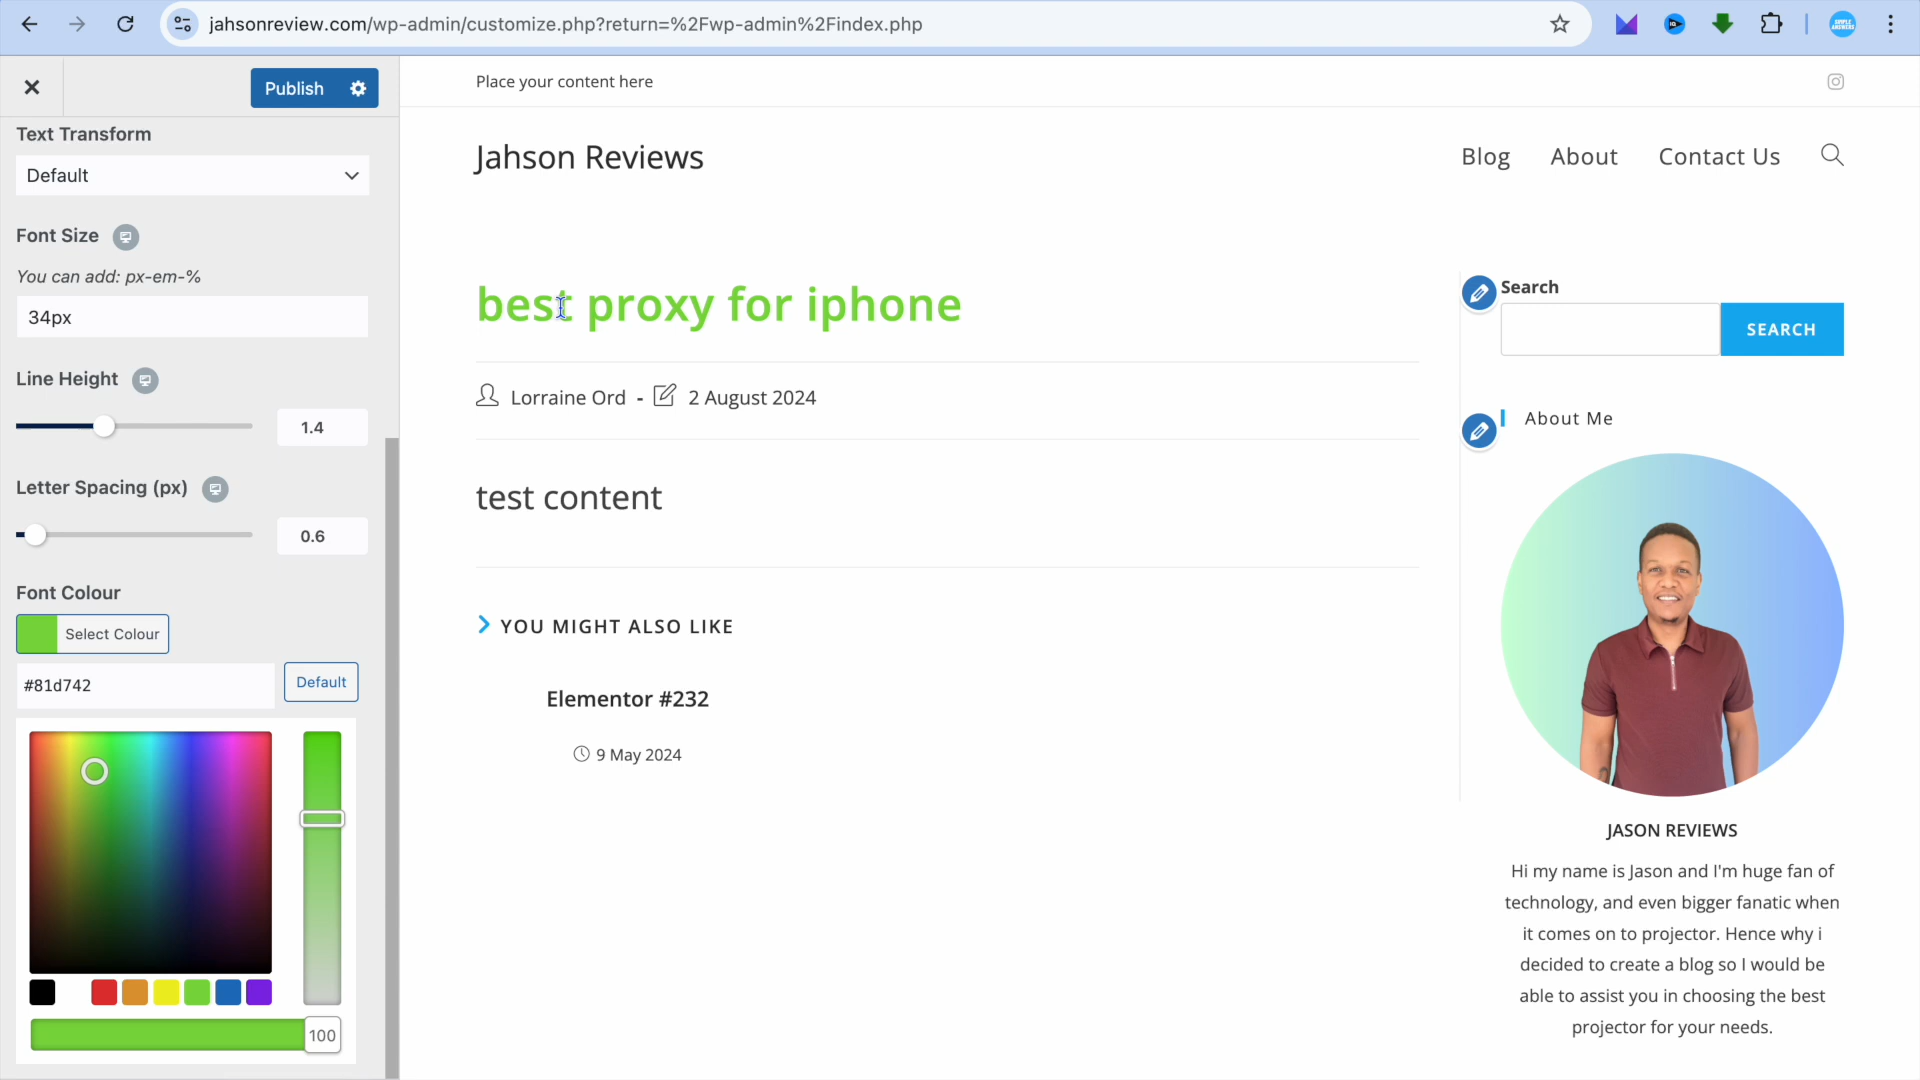 jahsonreview.com/wp-admin/customize.php?return=%2Fwp-admin%2Findex.php
Publish
Text Transform
Default
Font Size
You can add: px-em-%
34px
Line Height
1.4
Letter Spacing (px)
0.6
Font Colour
Select Colour
#81d742
Default
100
Place your content here
Jahson Reviews
Blog
About
Contact Us
best proxy for iphone
Lorraine Ord - 2 August 2024
test content
YOU MIGHT ALSO LIKE
Elementor #232
9 May 2024
Search
SEARCH
About Me
JASON REVIEWS
Hi my name is Jason and I'm huge fan of
technology, and even bigger fanatic when
it comes on to projector. Hence why i
decided to create a blog so I would be
able to assist you in choosing the best
projector for your needs.